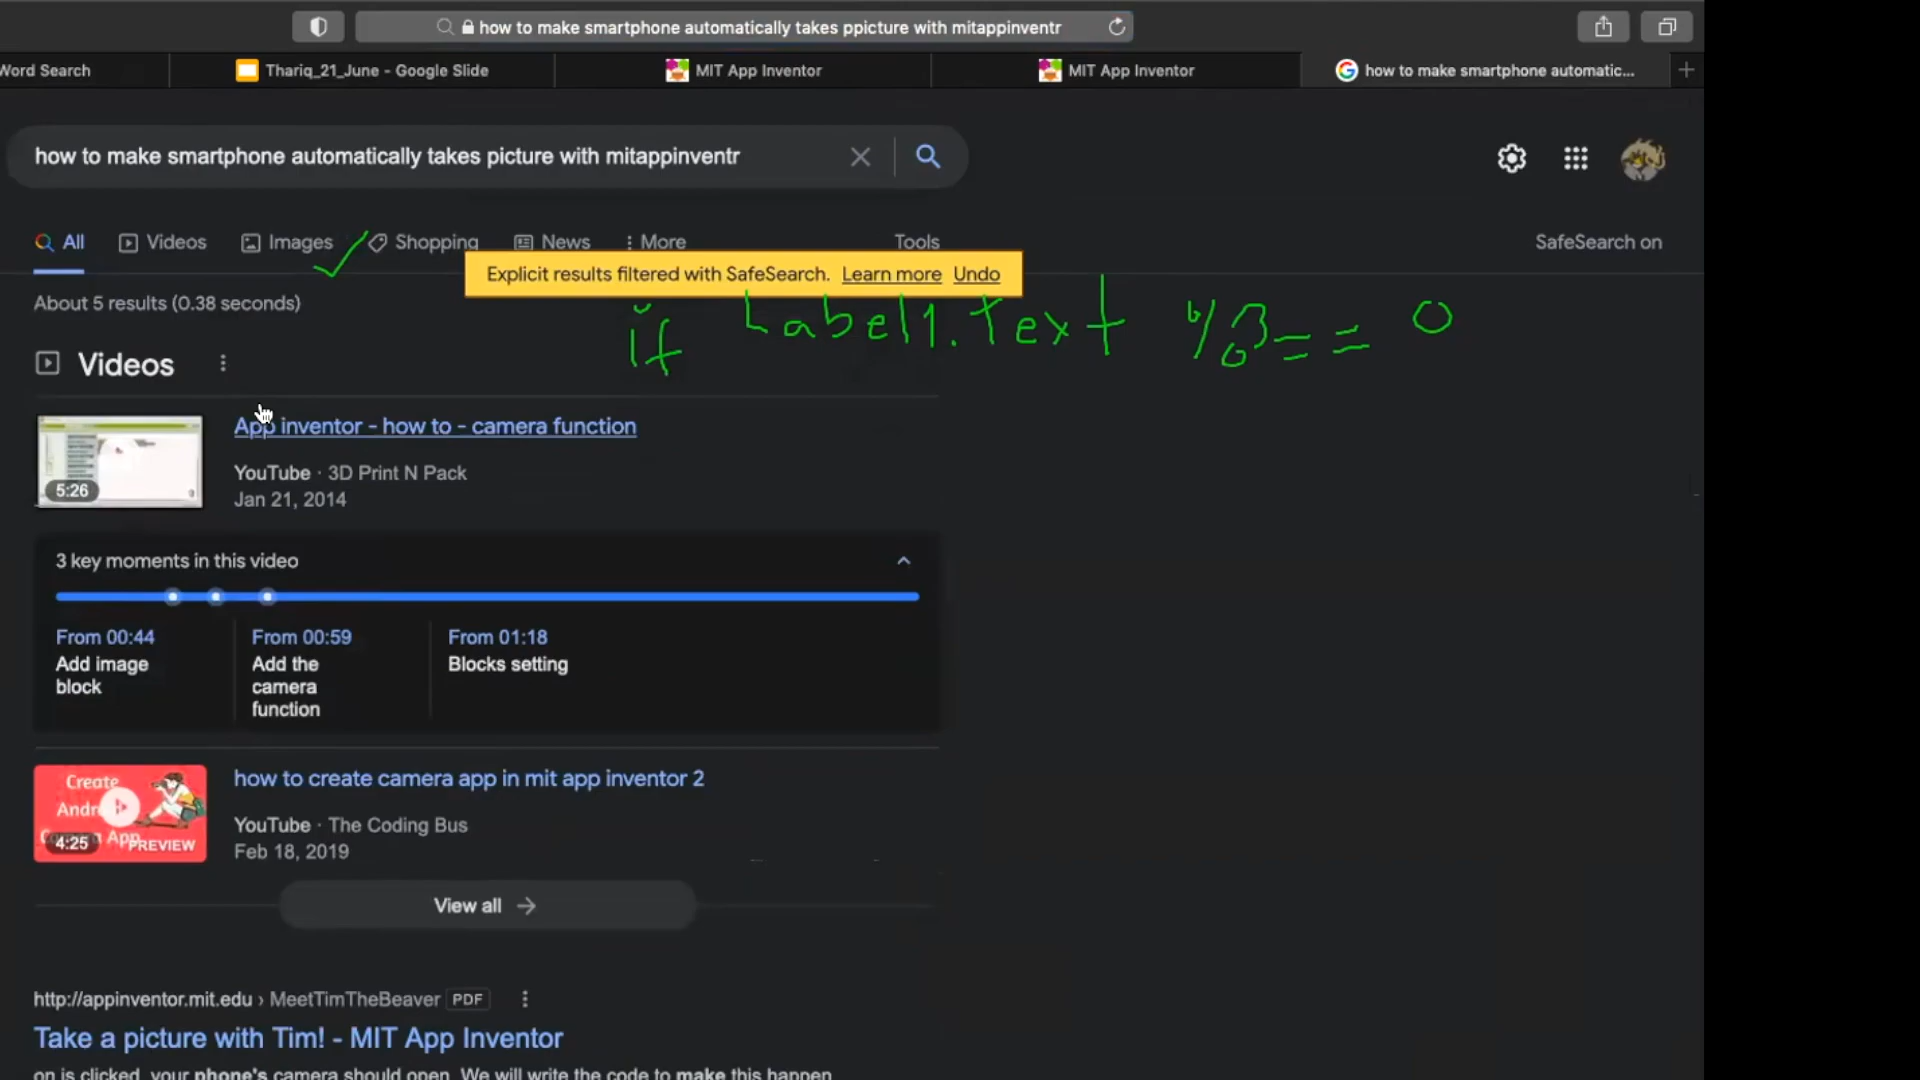 how to make smartphone automatically takes ppicture with mitappinventr
Word Search
Thariq_21_June - Google Slide
MIT App Inventor
MIT App Inventor
how to make smartphone automatic...
how to make smartphone automatically takes picture with mitappinventr
All
Videos
Images
Shopping
News
More
Tools
SafeSearch on
Explicit results filtered with SafeSearch. Learn more Undo
About 5 results (0.38 seconds)
if Label1.Text % 3 == 0
Videos
App inventor - how to - camera function
5:26
YouTube · 3D Print N Pack
Jan 21, 2014
3 key moments in this video
From 00:44
Add image
block
From 00:59
Add the
camera
function
From 01:18
Blocks setting
Create
4:25
PREVIEW
how to create camera app in mit app inventor 2
YouTube · The Coding Bus
Feb 18, 2019
View all
http://appinventor.mit.edu › MeetTimTheBeaver PDF
Take a picture with Tim! - MIT App Inventor
on is clicked, your phone's camera should open. We will write the code to make this happen